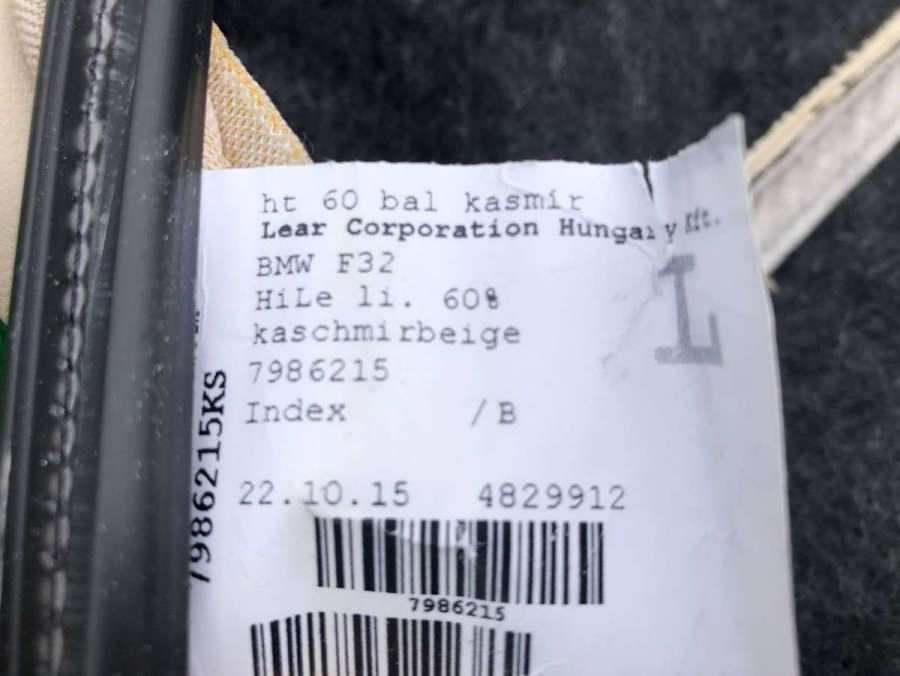 ht 60 bal kasmir
Lear Corporation Hungary Kft.
BMW F32
L
HiLe li. 60%
kaschmirbeige
7986215
Index /B
7986215KS
22.10.15 4829912
7986215